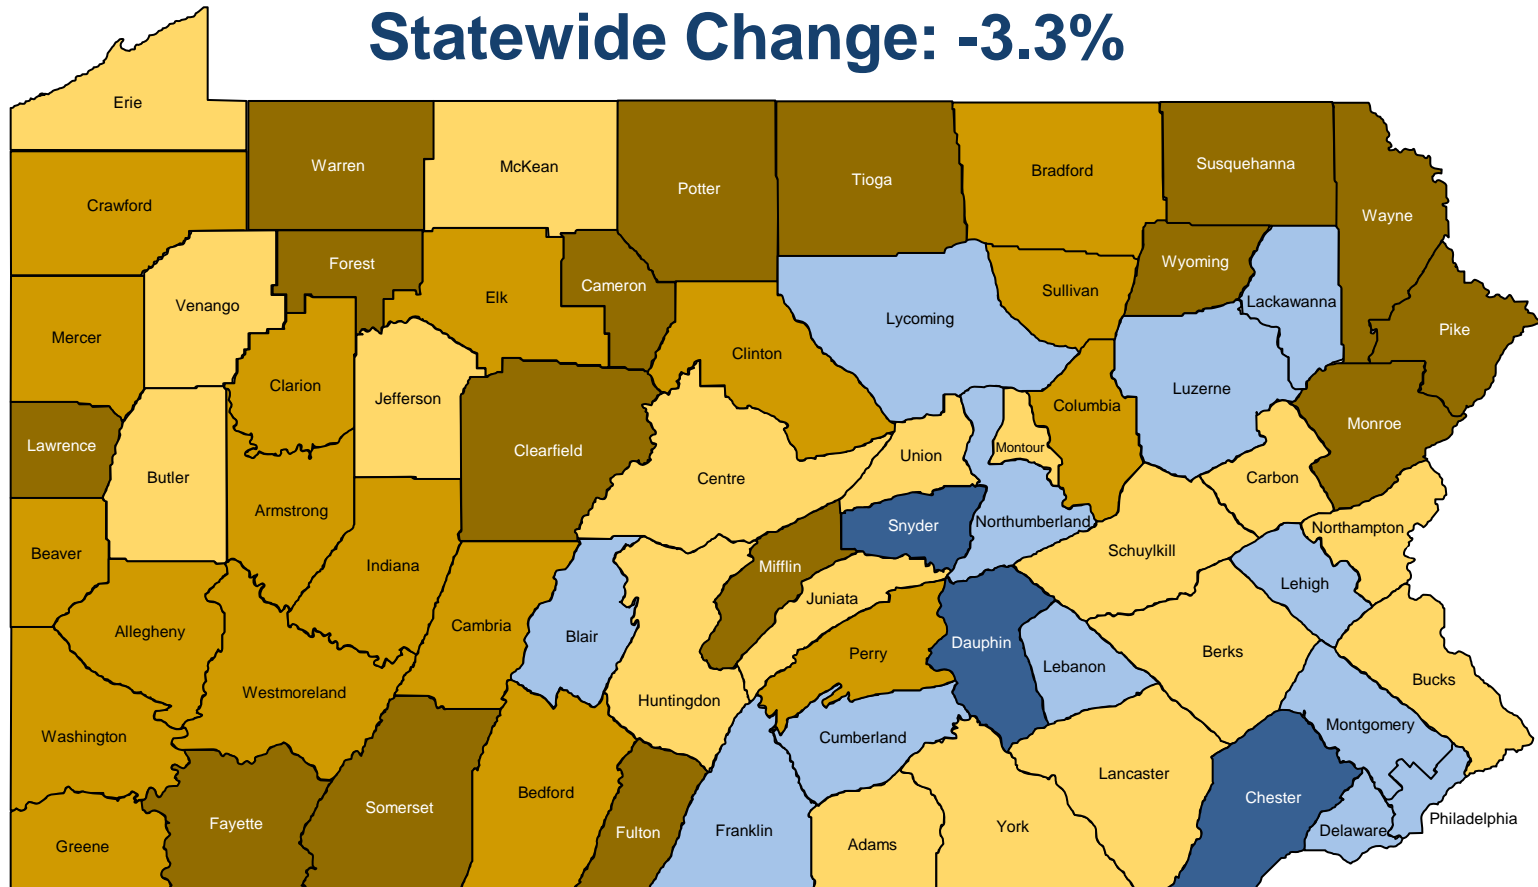 Statewide Change: -3.3%
Erie
Warren
McKean
Potter
Tioga
Bradford
Susquehanna
Wayne
Crawford
Forest
Cameron
Wyoming
Venango
Elk
Sullivan
Lackawanna
Lycoming
Pike
Mercer
Clinton
Clarion
Luzerne
Jefferson
Columbia
Monroe
Lawrence
Clearfield
Montour
Union
Butler
Centre
Carbon
Armstrong
Snyder
Northumberland
Northampton
Beaver
Schuylkill
Indiana
Mifflin
Lehigh
Juniata
Allegheny
Cambria
Blair
Dauphin
Perry
Berks
Lebanon
Bucks
Westmoreland
Huntingdon
Montgomery
Washington
Cumberland
Lancaster
Bedford
Chester
Somerset
Fayette
Fulton
Franklin
York
Philadelphia
Delaware
Greene
Adams